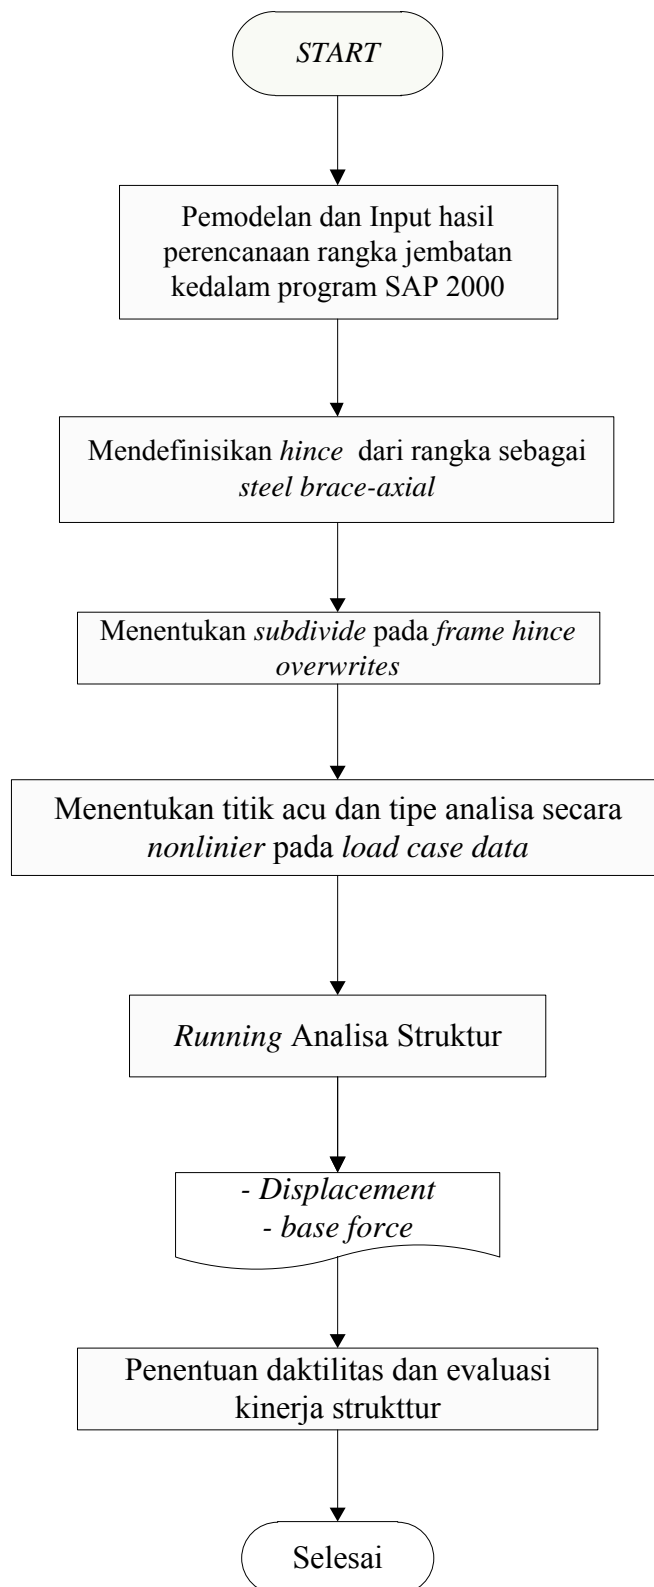 START
Pemodelan dan Input hasil
perencanaan rangka jembatan
kedalam program SAP 2000
Mendefinisikan hince dari rangka sebagai
steel brace-axial
Menentukan subdivide pada frame hince
overwrites
Menentukan titik acu dan tipe analisa secara
nonlinier pada load case data
Running Analisa Struktur
- Displacement
- base force
Penentuan daktilitas dan evaluasi
kinerja strukttur
Selesai